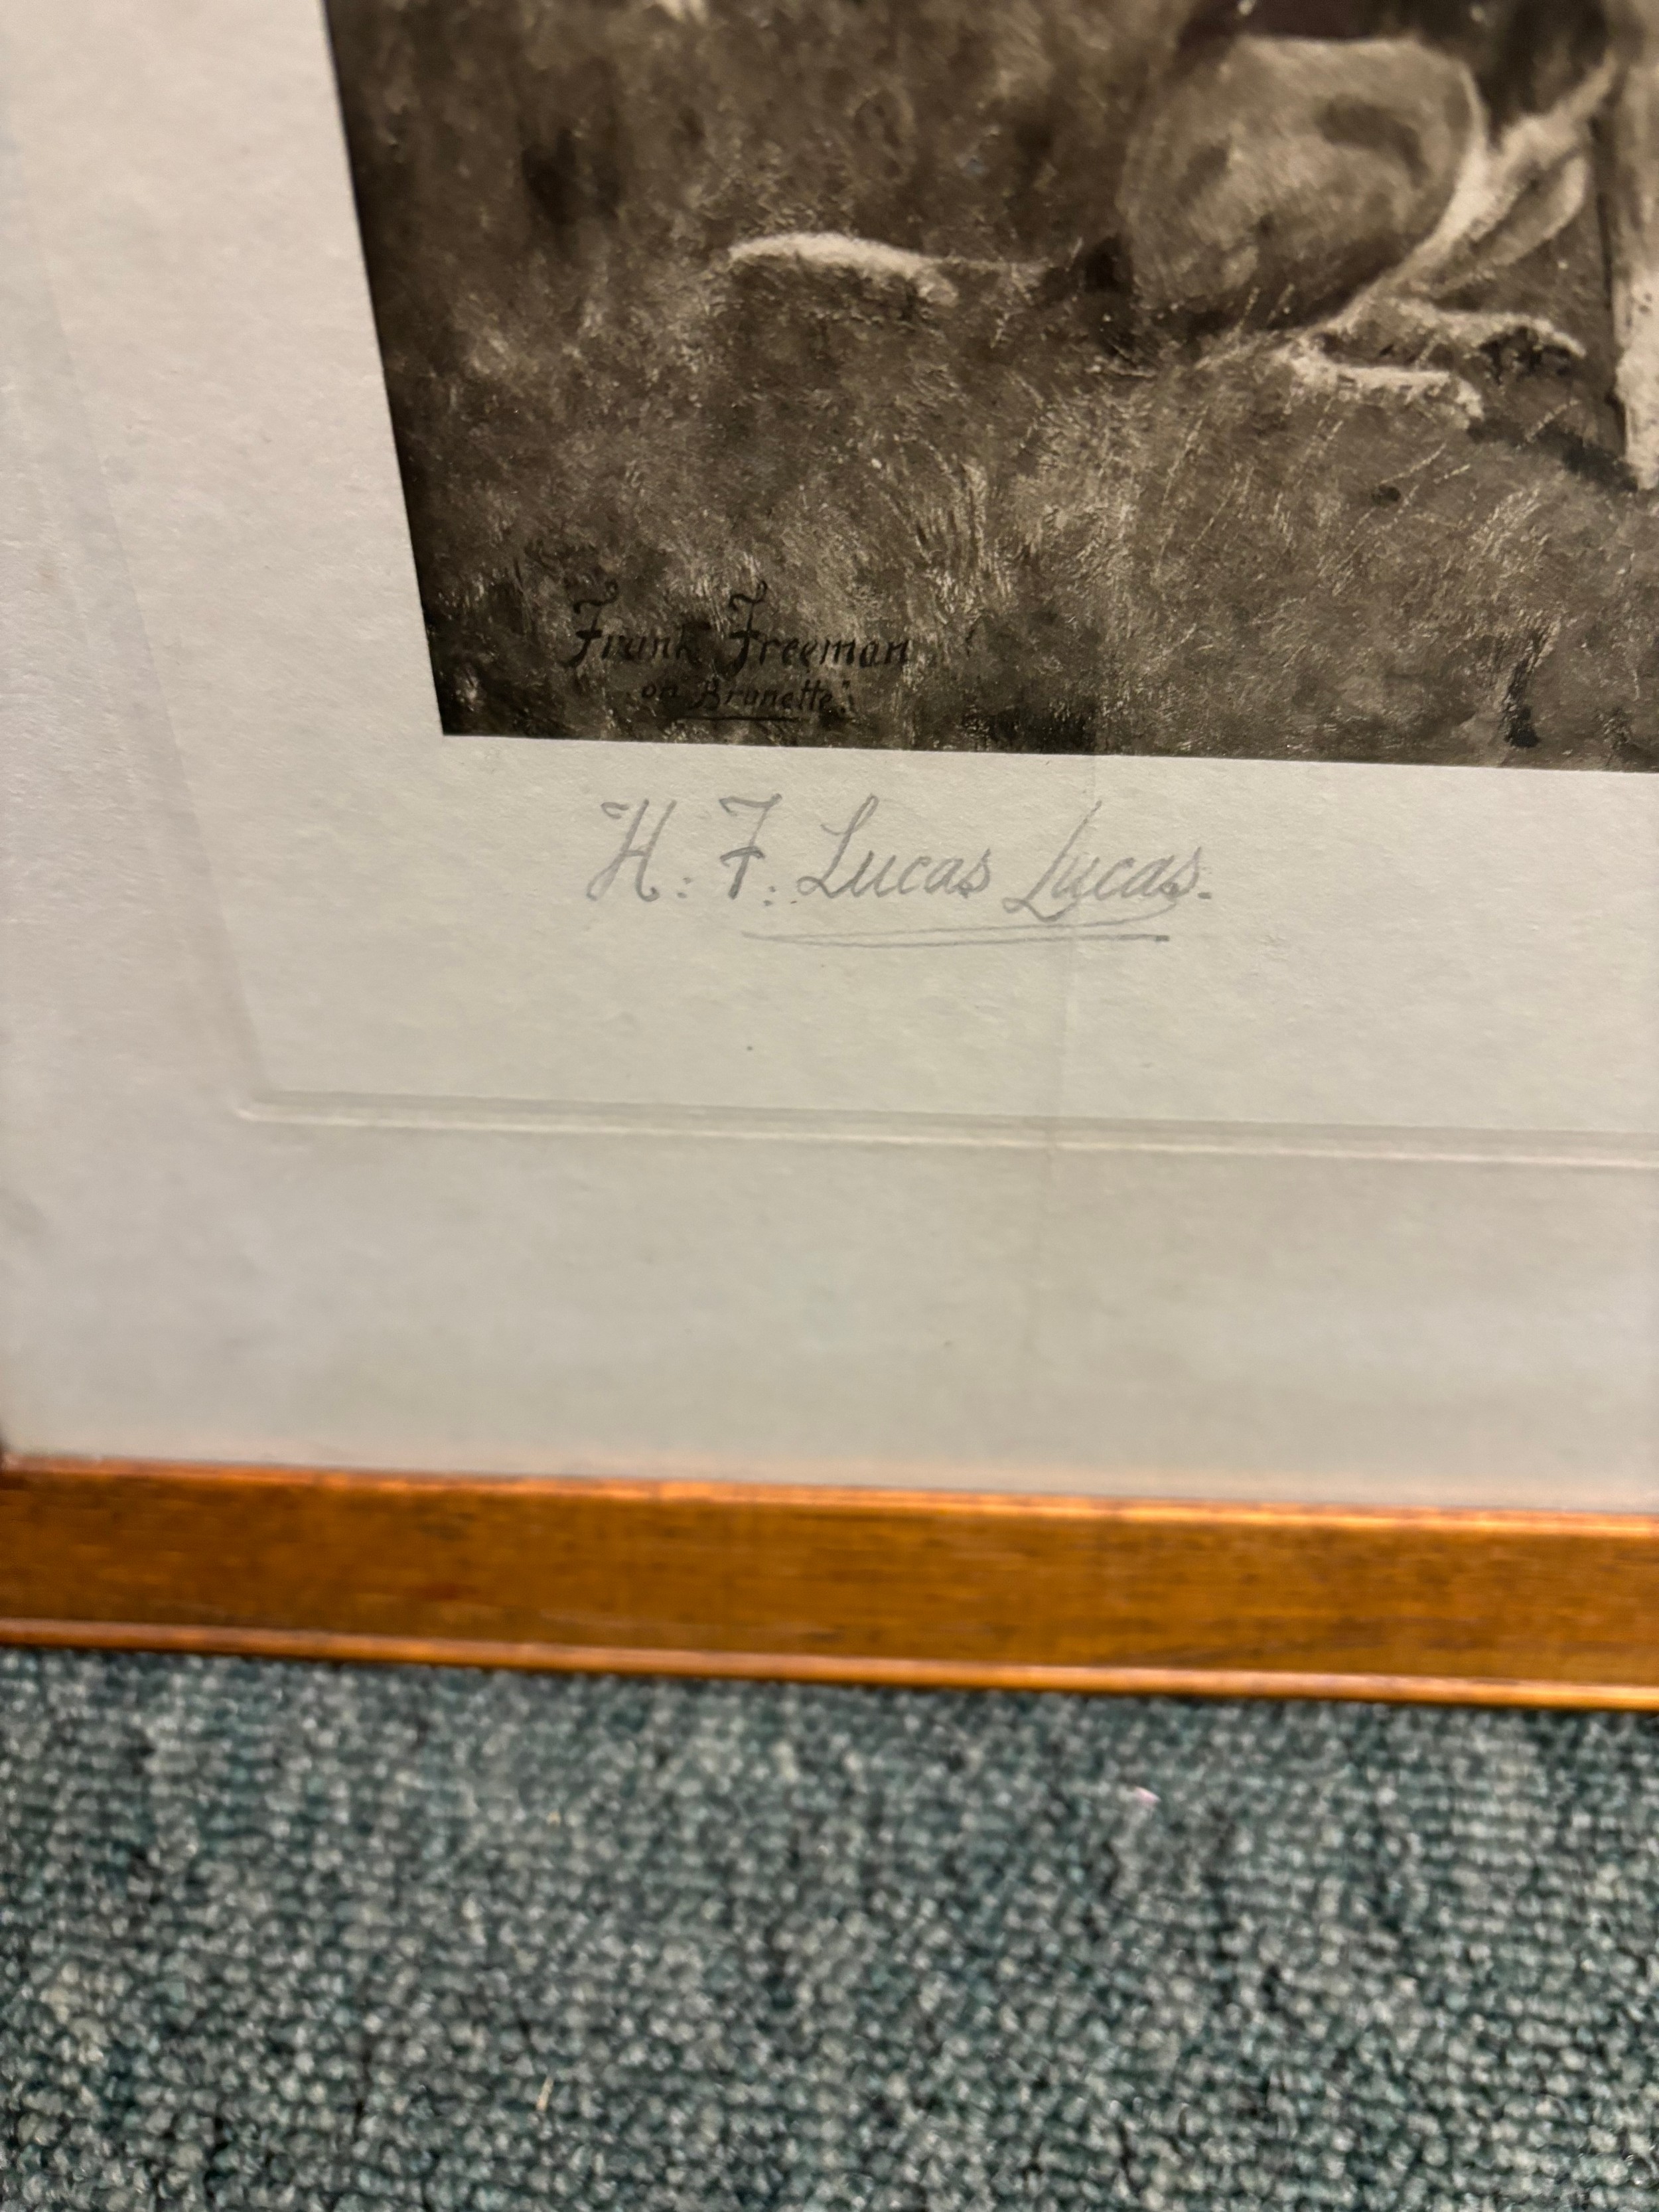 Frank Freeman
on "Brunette".
H. F. Lucas Lucas.